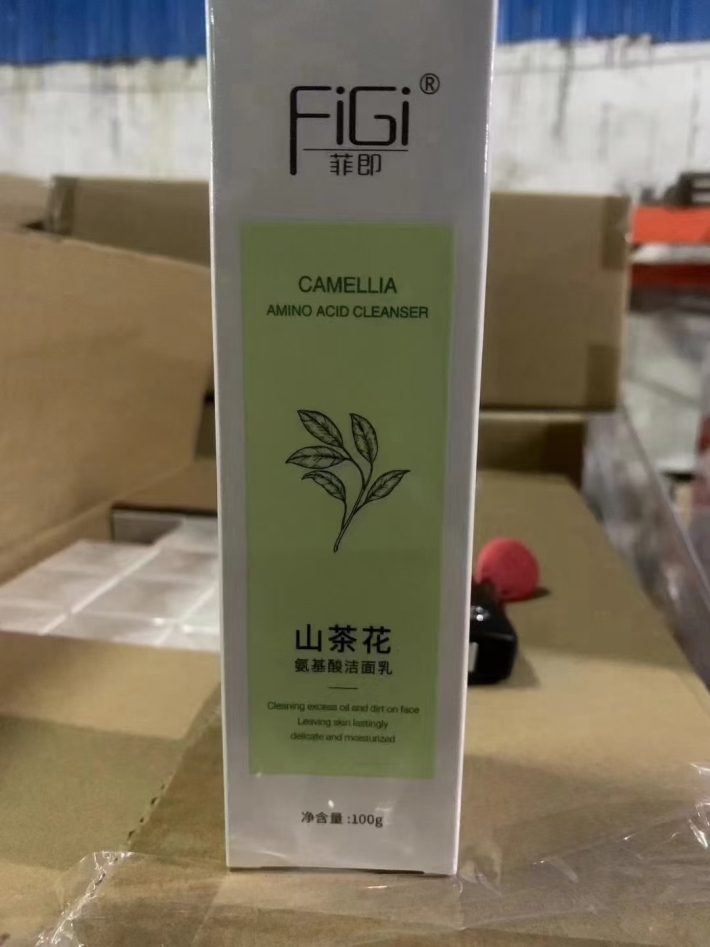 FiGi®
菲即
CAMELLIA
AMINO ACID CLEANSER
山茶花
氨基酸洁面乳
Cleaning excess oil and dirt on face
Leaving skin lastingly
delicate and moisturized
净含量:100g